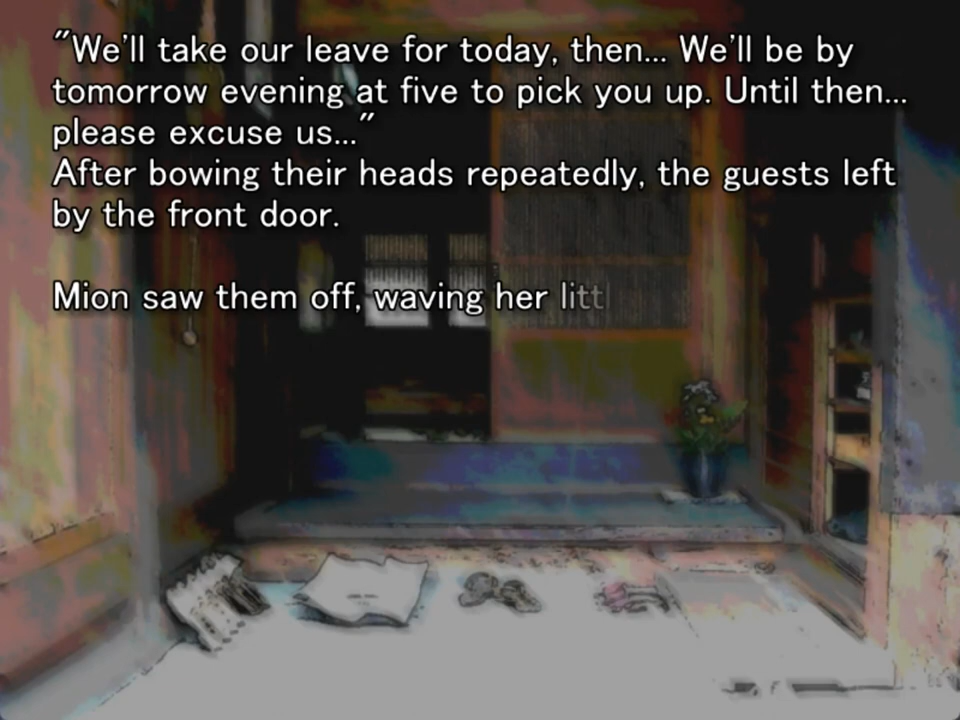 "We'll take our leave for today, then... We'll be by
tomorrow evening at five to pick you up. Until then...
please excuse us..."
After bowing their heads repeatedly, the guests left
by the front door.
Mion saw them off, waving her litt